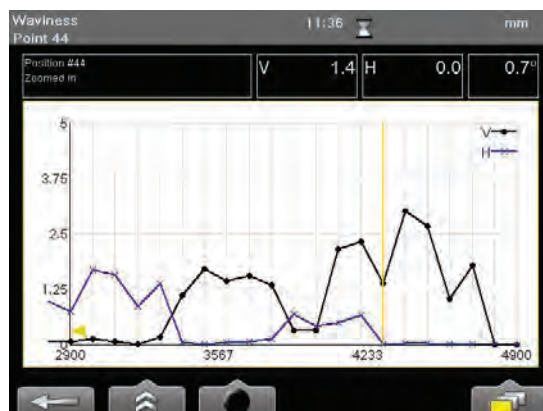 Waviness 11:36 mm
Point 44
Position #44
Zoomed in
V 1.4 H 0.0 0.7°
5
V
H
3.75
2.5
1.25
2900 3567 4233 4900